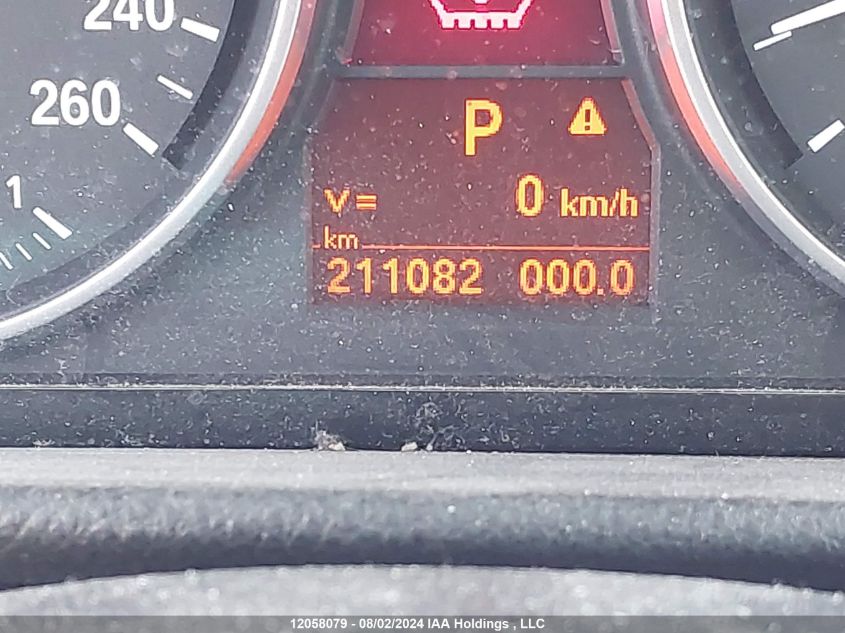 240
260
1
P
v= 0 km/h
km
211082 000.0
12058079 - 08/02/2024 IAA Holdings , LLC